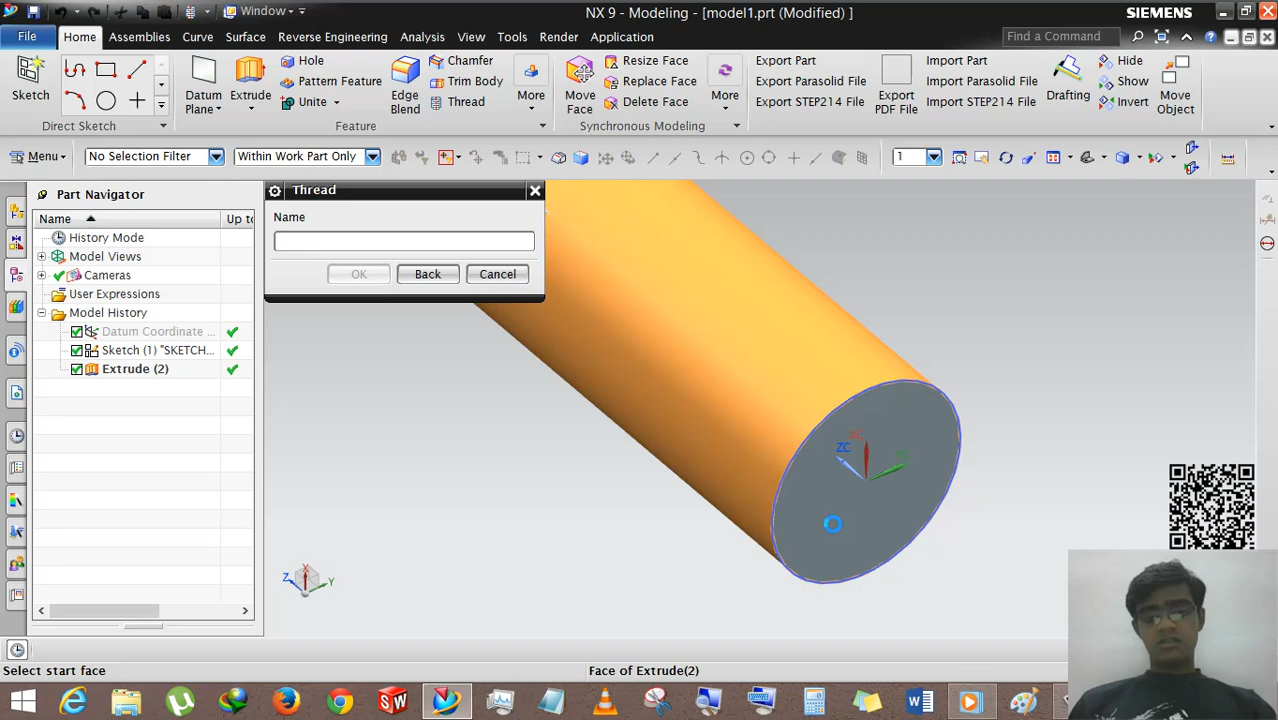 NX 9 - Modeling - [model1.prt (Modified) ]
SIEMENS
Window
File
Home
Assemblies
Curve
Surface
Reverse Engineering
Analysis
View
Tools
Render
Application
Find a Command
Sketch
Direct Sketch
Datum Plane
Extrude
Hole
Pattern Feature
Unite
Edge Blend
Chamfer
Trim Body
Thread
More
Feature
Move Face
Resize Face
Replace Face
Delete Face
More
Synchronous Modeling
Export Part
Export Parasolid File
Export STEP214 File
Export PDF File
Import Part
Import Parasolid File
Import STEP214 File
Drafting
Hide
Show
Invert
Move Object
Menu
No Selection Filter
Within Work Part Only
1
Part Navigator
Name
Up to
History Mode
Model Views
Cameras
User Expressions
Model History
Datum Coordinate ...
Sketch (1) "SKETCH...
Extrude (2)
Thread
Name
OK
Back
Cancel
XC
ZC
X
Y
Z
Select start face
Face of Extrude(2)
SW